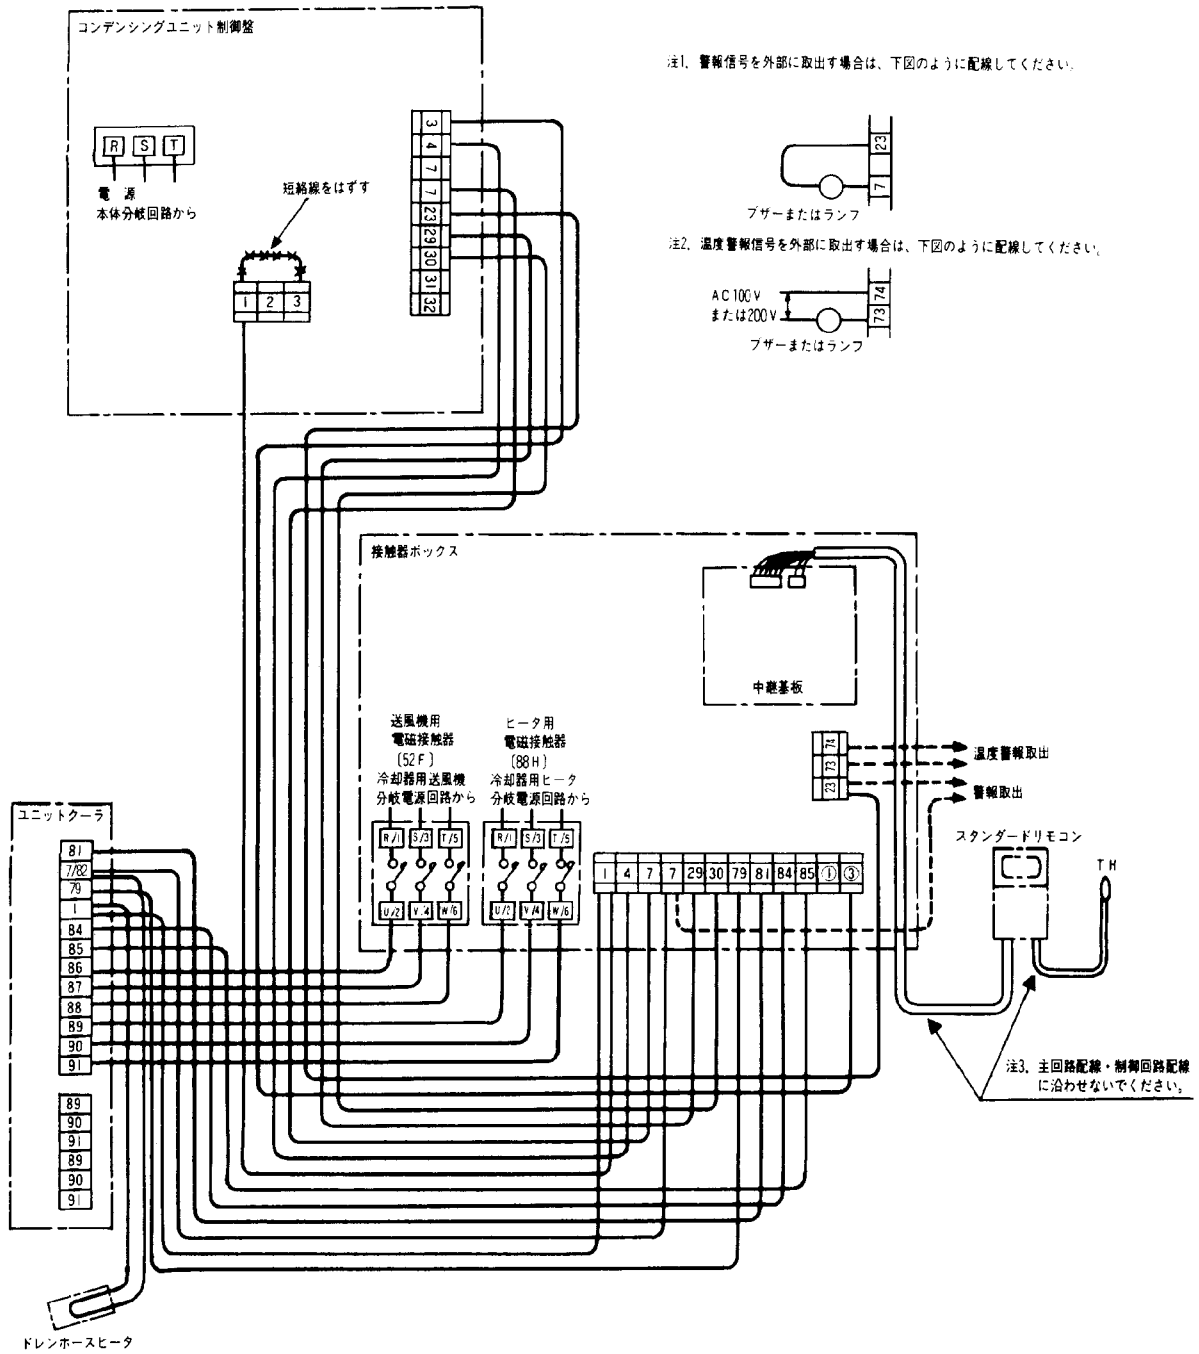 コンデンシングユニット制御盤
R S T
電 源
本体分岐回路から
短絡線をはずす
1 2 3
3
4
7
7
23
29
30
31
32
注1. 警報信号を外部に取出す場合は、下図のように配線してください。
23
7
ブザーまたはランプ
注2. 温度警報信号を外部に取出す場合は、下図のように配線してください。
AC100V
または200V
74
73
ブザーまたはランプ
接触器ボックス
中継基板
送風機用
電磁接触器
(52F)
冷却器用送風機
分岐電源回路から
ヒータ用
電磁接触器
(88H)
冷却器用ヒータ
分岐電源回路から
R/1 S/3 T/5
R/1 S/3 T/5
U/2 V/4 W/6
U/2 V/4 W/6
74
73
23
温度警報取出
警報取出
1 4 7 7 29 30 79 81 84 85 ① ③
スタンダードリモコン
TH
注3. 主回路配線・制御回路配線
に沿わせないでください。
ユニットクーラ
81
7/82
79
1
84
85
86
87
88
89
90
91
89
90
91
89
90
91
ドレンホースヒータ